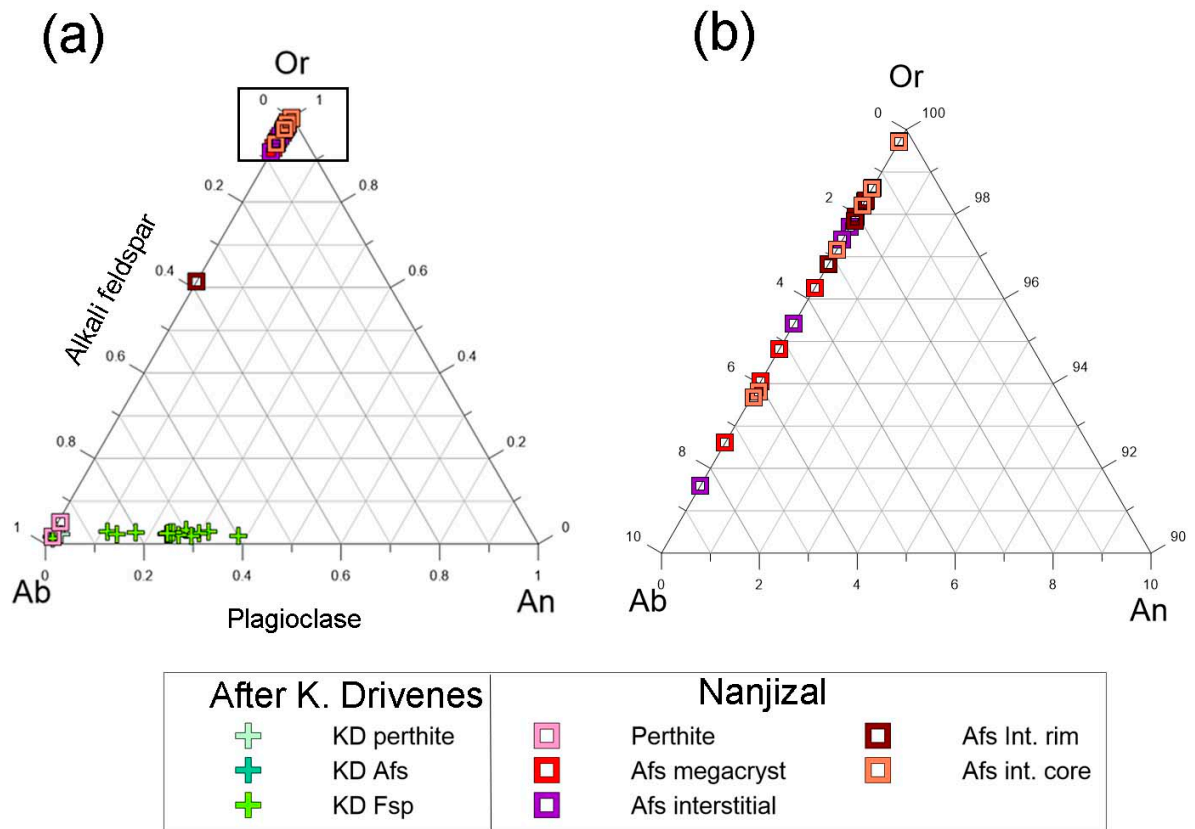 (a)
Or
0 1
0.2 0.8
Alkali feldspar
0.4 0.6
0.6 0.4
0.8 0.2
1 0
0 0.2 0.4 0.6 0.8 1
Ab An
Plagioclase
(b)
Or
0 100
2 98
4 96
6 94
8 92
10 90
0 2 4 6 8 10
Ab An
After K. Drivenes
KD perthite
KD Afs
KD Fsp
Nanjizal
Perthite Afs Int. rim
Afs megacryst Afs int. core
Afs interstitial